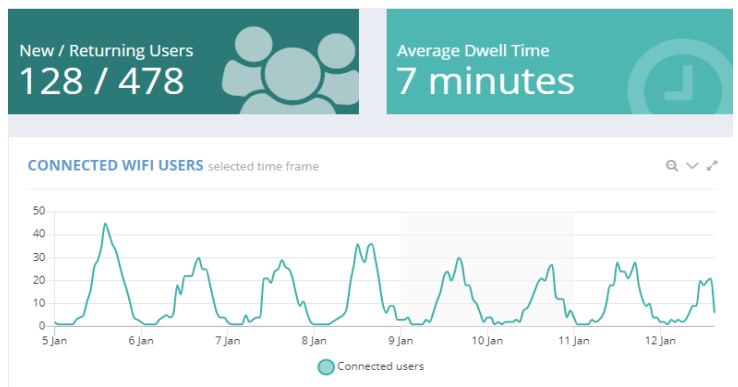 New / Returning Users
128 / 478
Average Dwell Time
7 minutes
CONNECTED WIFI USERS selected time frame
50
40
30
20
10
0
5 Jan 6 Jan 7 Jan 8 Jan 9 Jan 10 Jan 11 Jan 12 Jan
Connected users